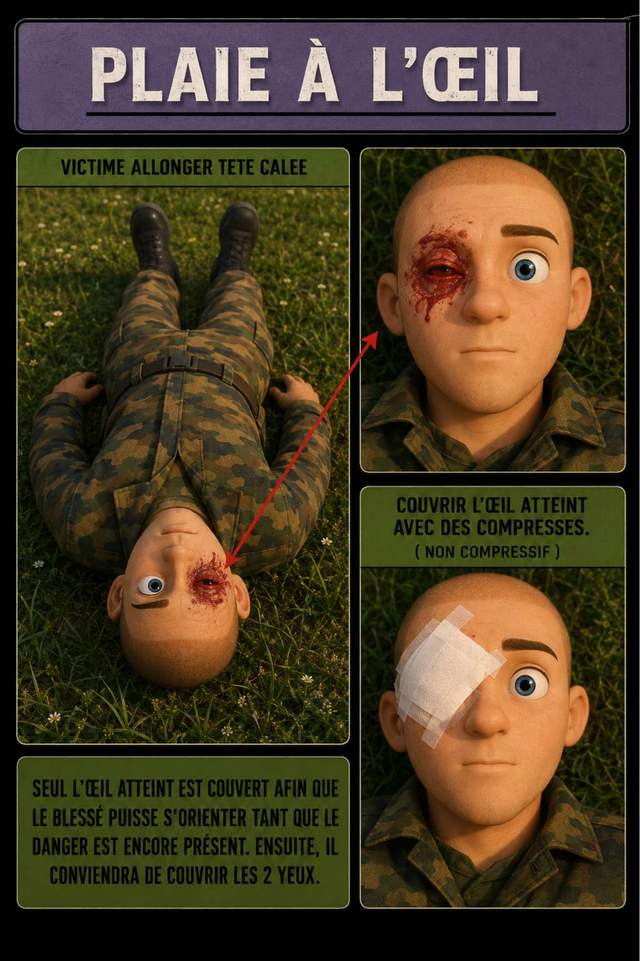 PLAIE À L'ŒIL
VICTIME ALLONGER TETE CALEE
COUVRIR L'ŒIL ATTEINT
AVEC DES COMPRESSES.
( NON COMPRESSIF )
SEUL L'ŒIL ATTEINT EST COUVERT AFIN QUE
LE BLESSÉ PUISSE S'ORIENTER TANT QUE LE
DANGER EST ENCORE PRÉSENT. ENSUITE, IL
CONVIENDRA DE COUVRIR LES 2 YEUX.